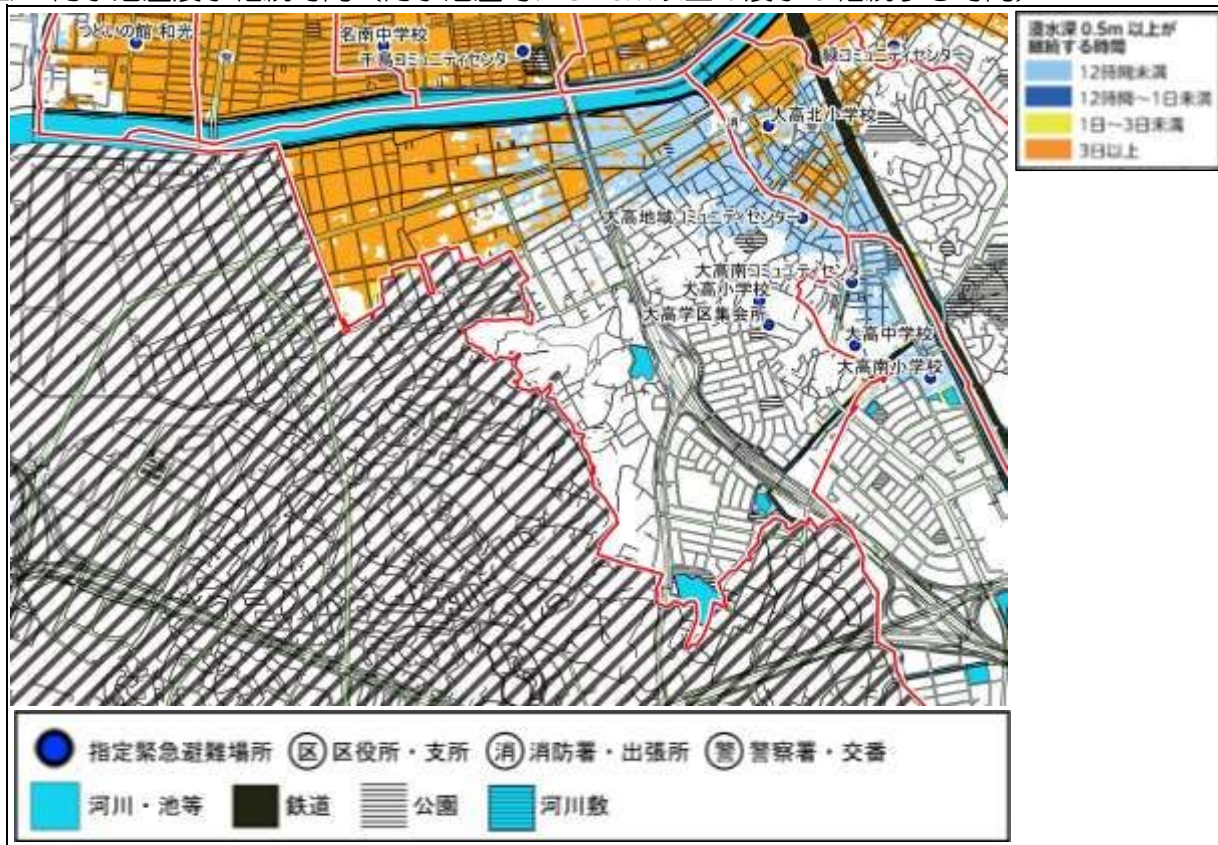 浸水深 0.5m 以上が
継続する時間
12時間未満
12時間～1日未満
1日～3日未満
3日以上
つどいの館 和光
名南中学校
千鳥コミュニティセンタ
緑コミュニティセンタ
大高北小学校
大高地域コミュニティセンター
大高南コミュニティセンター
大高小学校
大高学区集会所
大高中学校
大高南小学校
指定緊急避難場所 区 区役所・支所 消 消防署・出張所 警 警察署・交番
河川・池等 鉄道 公園 河川敷